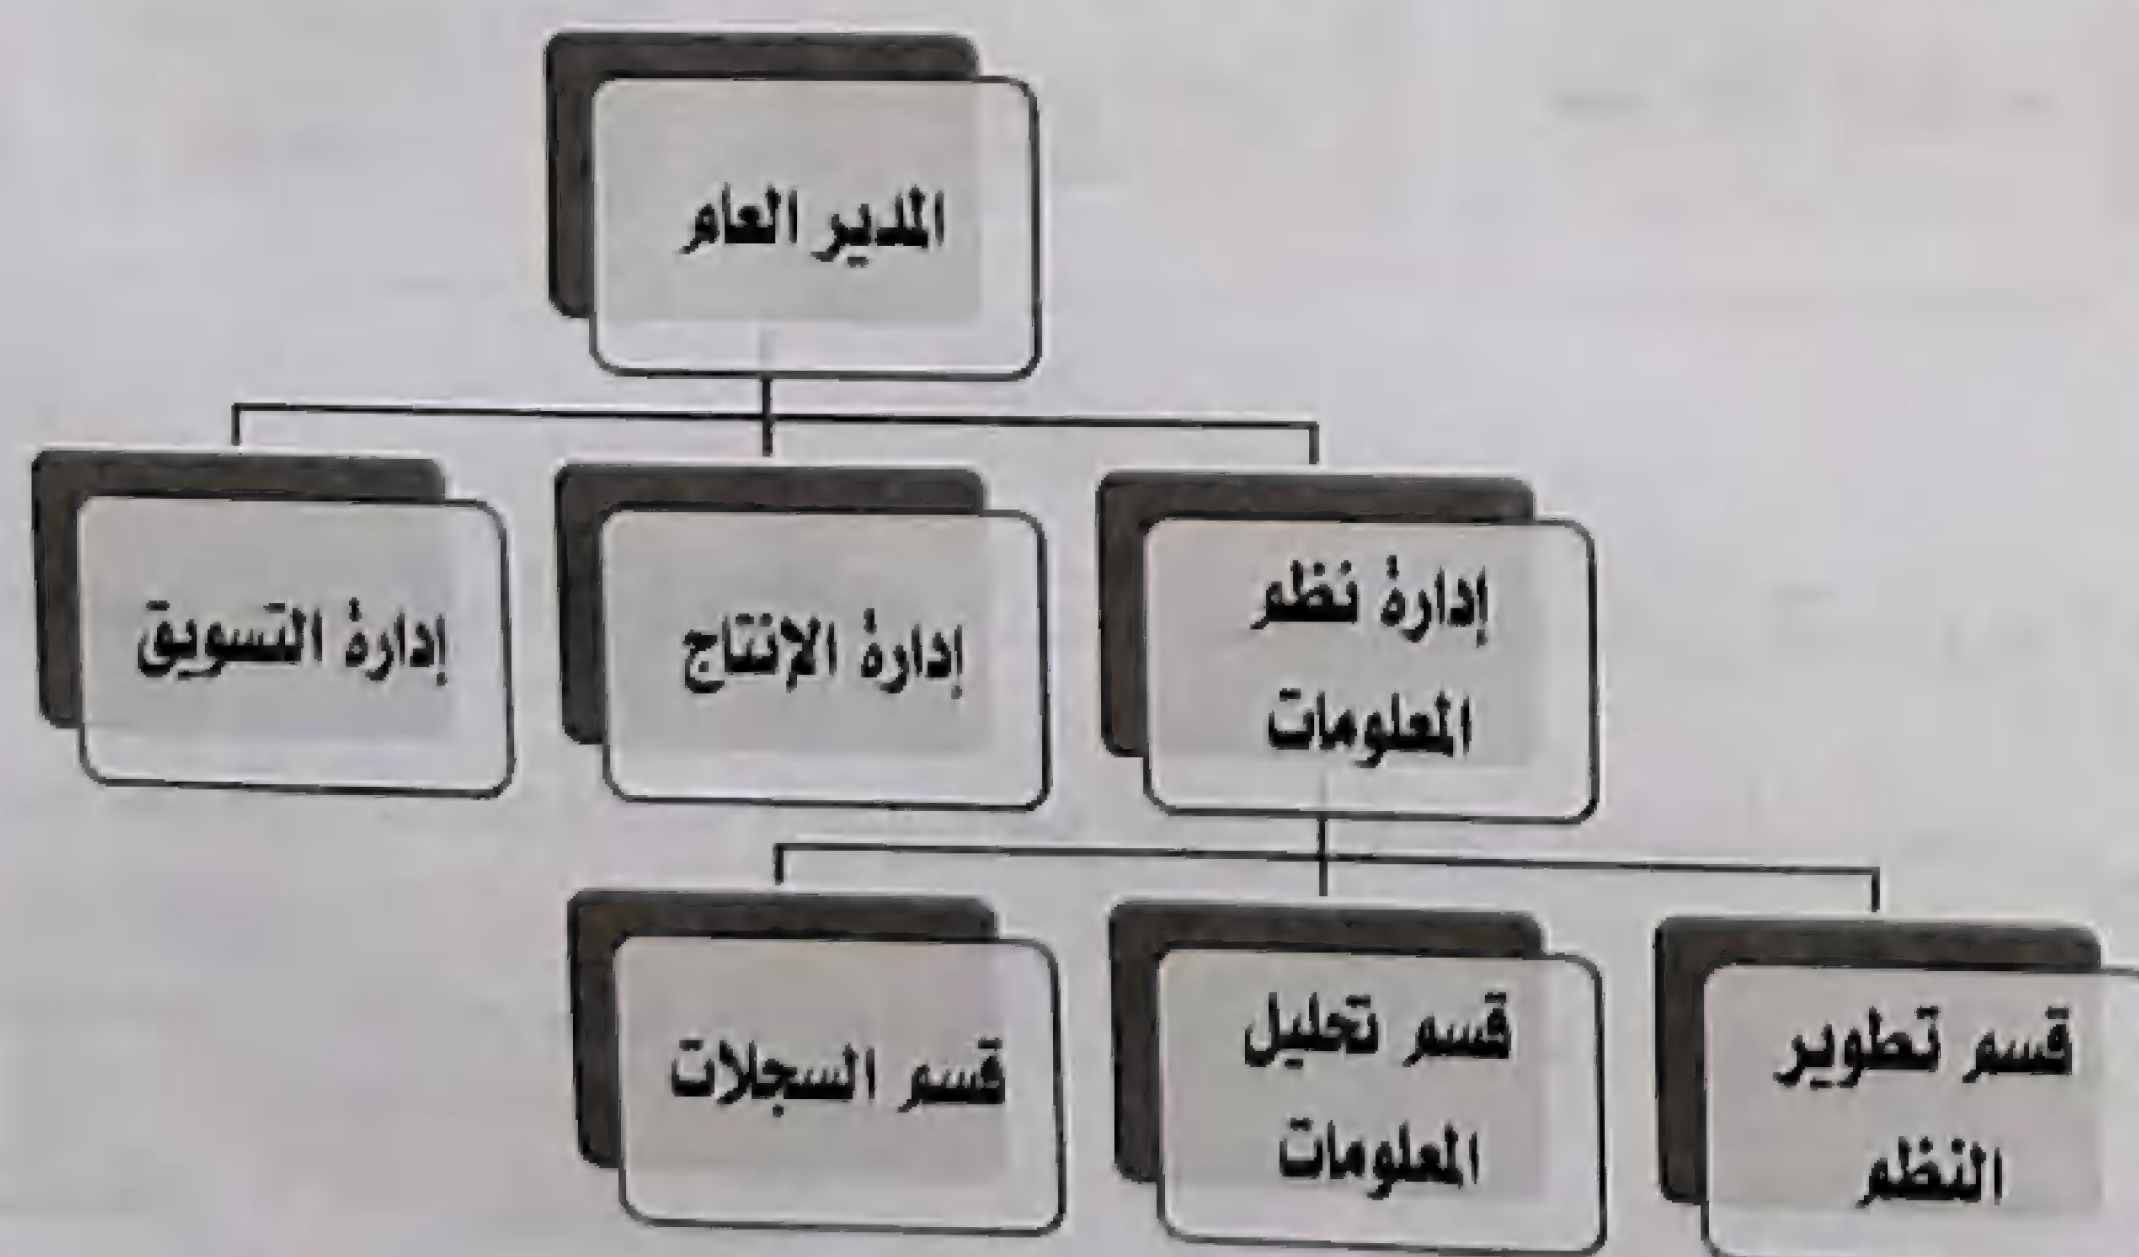 المدير العام
إدارة نظم
المعلومات
إدارة الإنتاج
إدارة التسويق
قسم تطوير
النظم
قسم تحليل
المعلومات
قسم السجلات